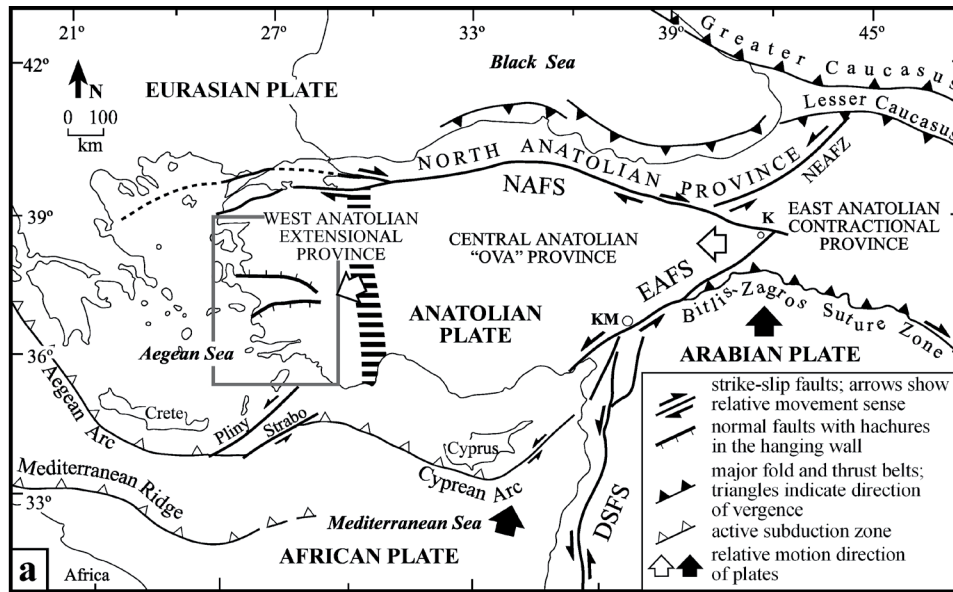 21º 27º 33º 39º 45º
42º
39º
36º
33º
N
0 100
km
EURASIAN PLATE
Black Sea
Greater Caucasus
Lesser Caucasus
NORTH ANATOLIAN PROVINCE
NAFS
NEAFZ
WEST ANATOLIAN
EXTENSIONAL
PROVINCE
CENTRAL ANATOLIAN
“OVA” PROVINCE
K
EAST ANATOLIAN
CONTRACTIONAL
PROVINCE
EAFS
ANATOLIAN
PLATE
KM
Bitlis-Zagros Suture Zone
ARABIAN PLATE
Aegean Sea
Aegean Arc
Crete
Pliny
Strabo
Cyprus
Cyprean Arc
Mediterranean Ridge
Mediterranean Sea
DSFS
AFRICAN PLATE
Africa
a
strike-slip faults; arrows show
relative movement sense
normal faults with hachures
in the hanging wall
major fold and thrust belts;
triangles indicate direction
of vergence
active subduction zone
relative motion direction
of plates